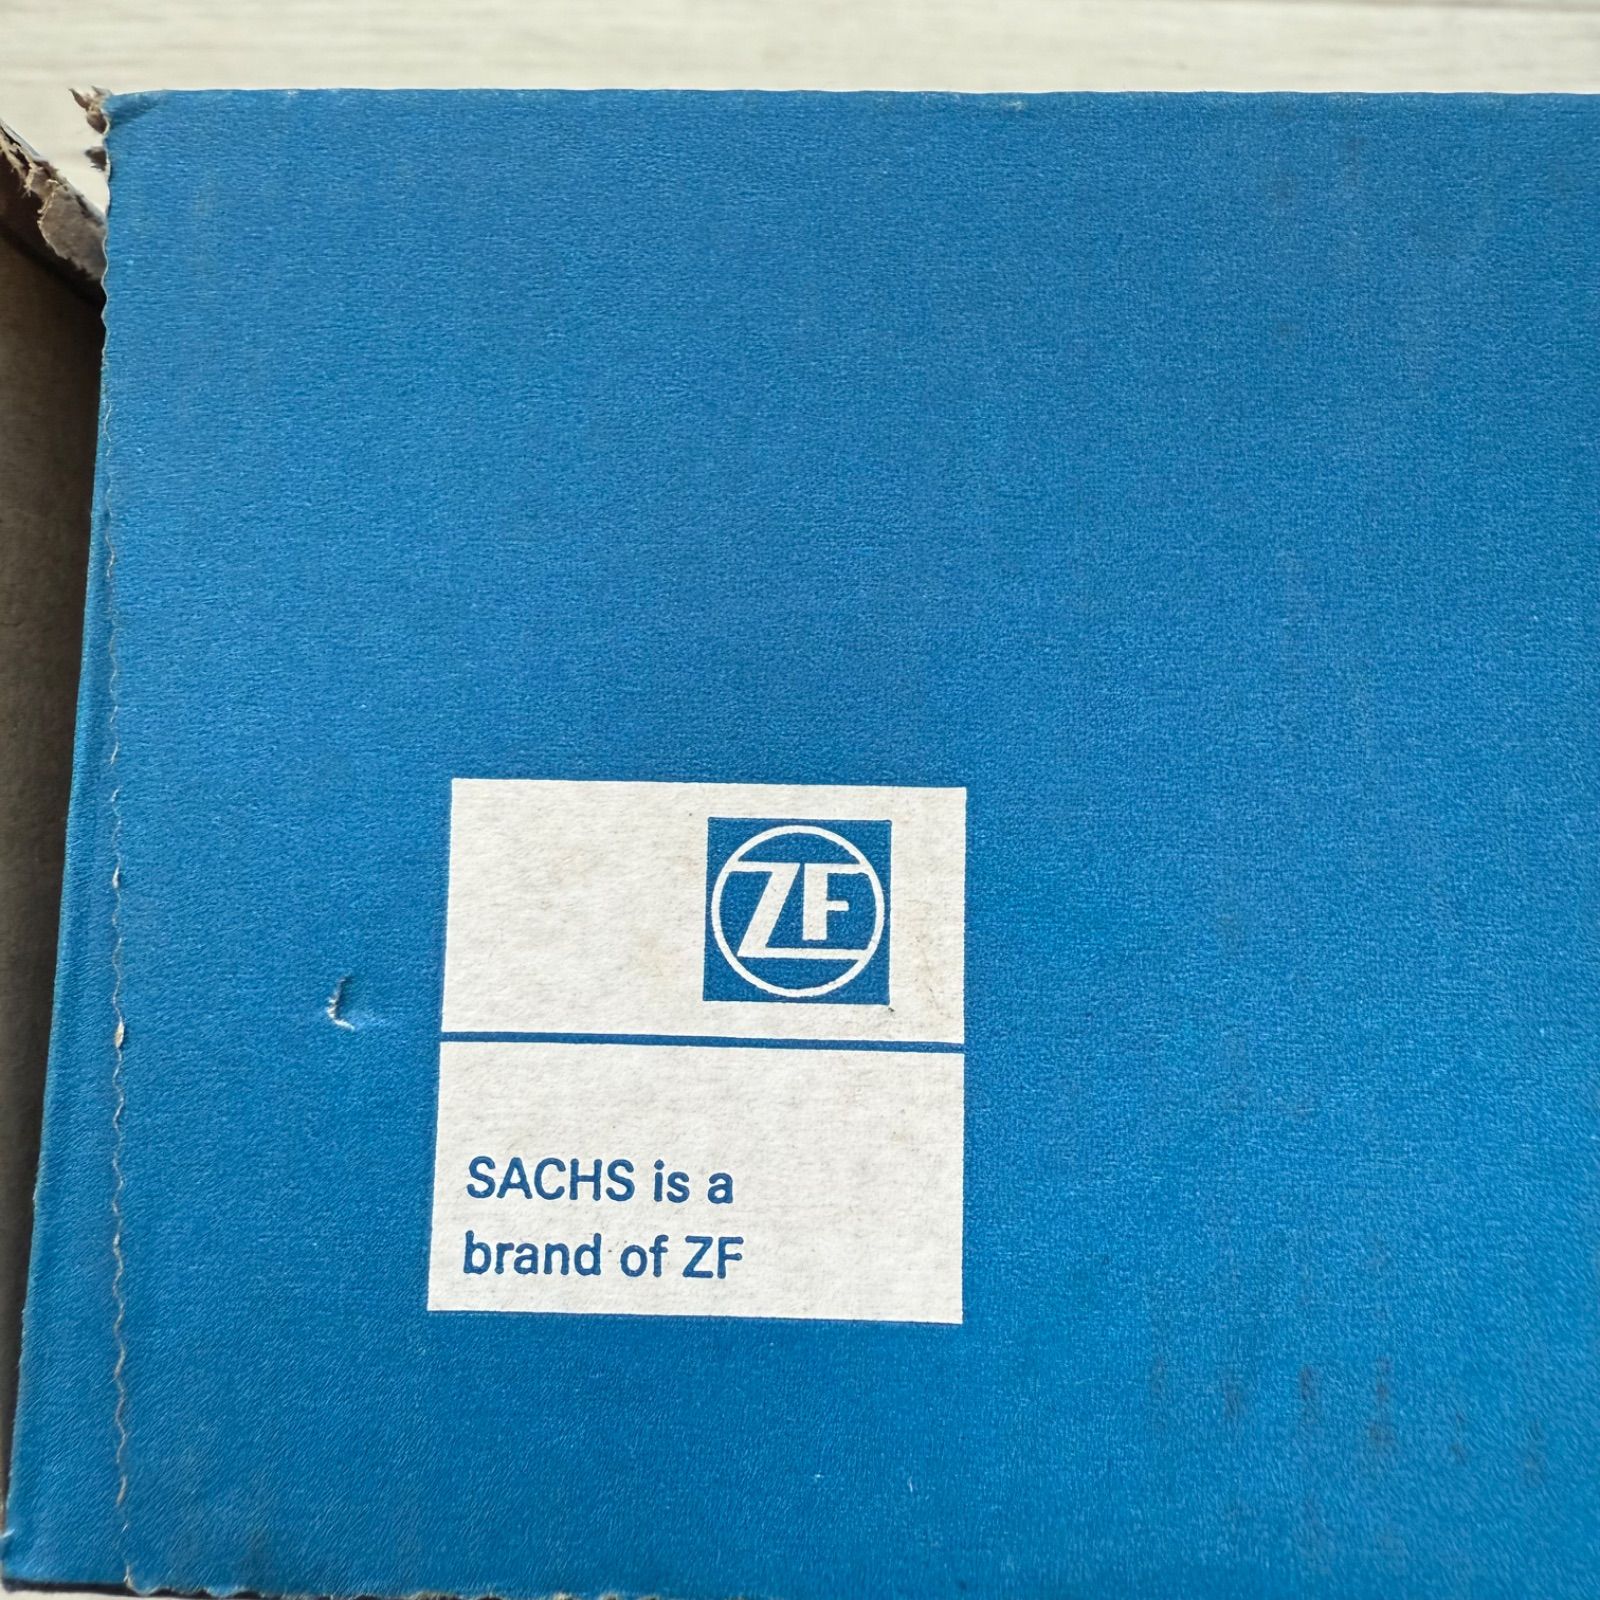 ZF
SACHS is a
brand of ZF